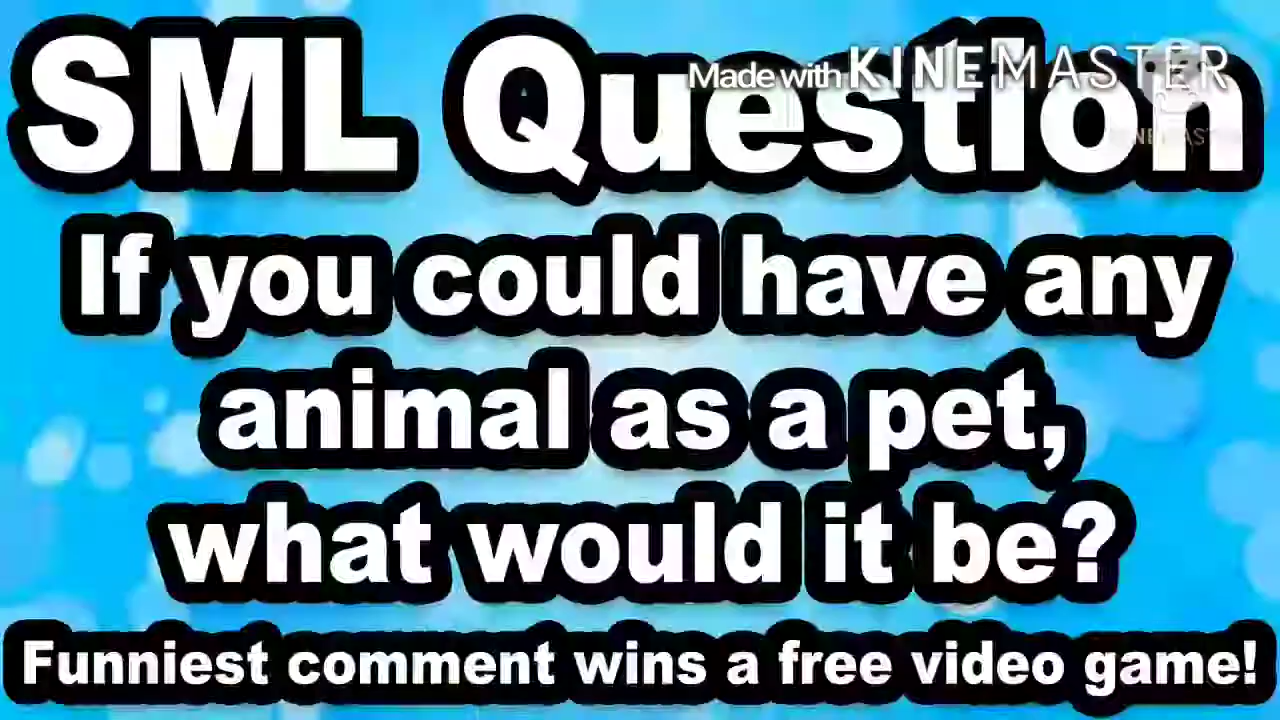 SML Question
Made with KINEMASTER
If you could have any
animal as a pet,
what would it be?
Funniest comment wins a free video game!